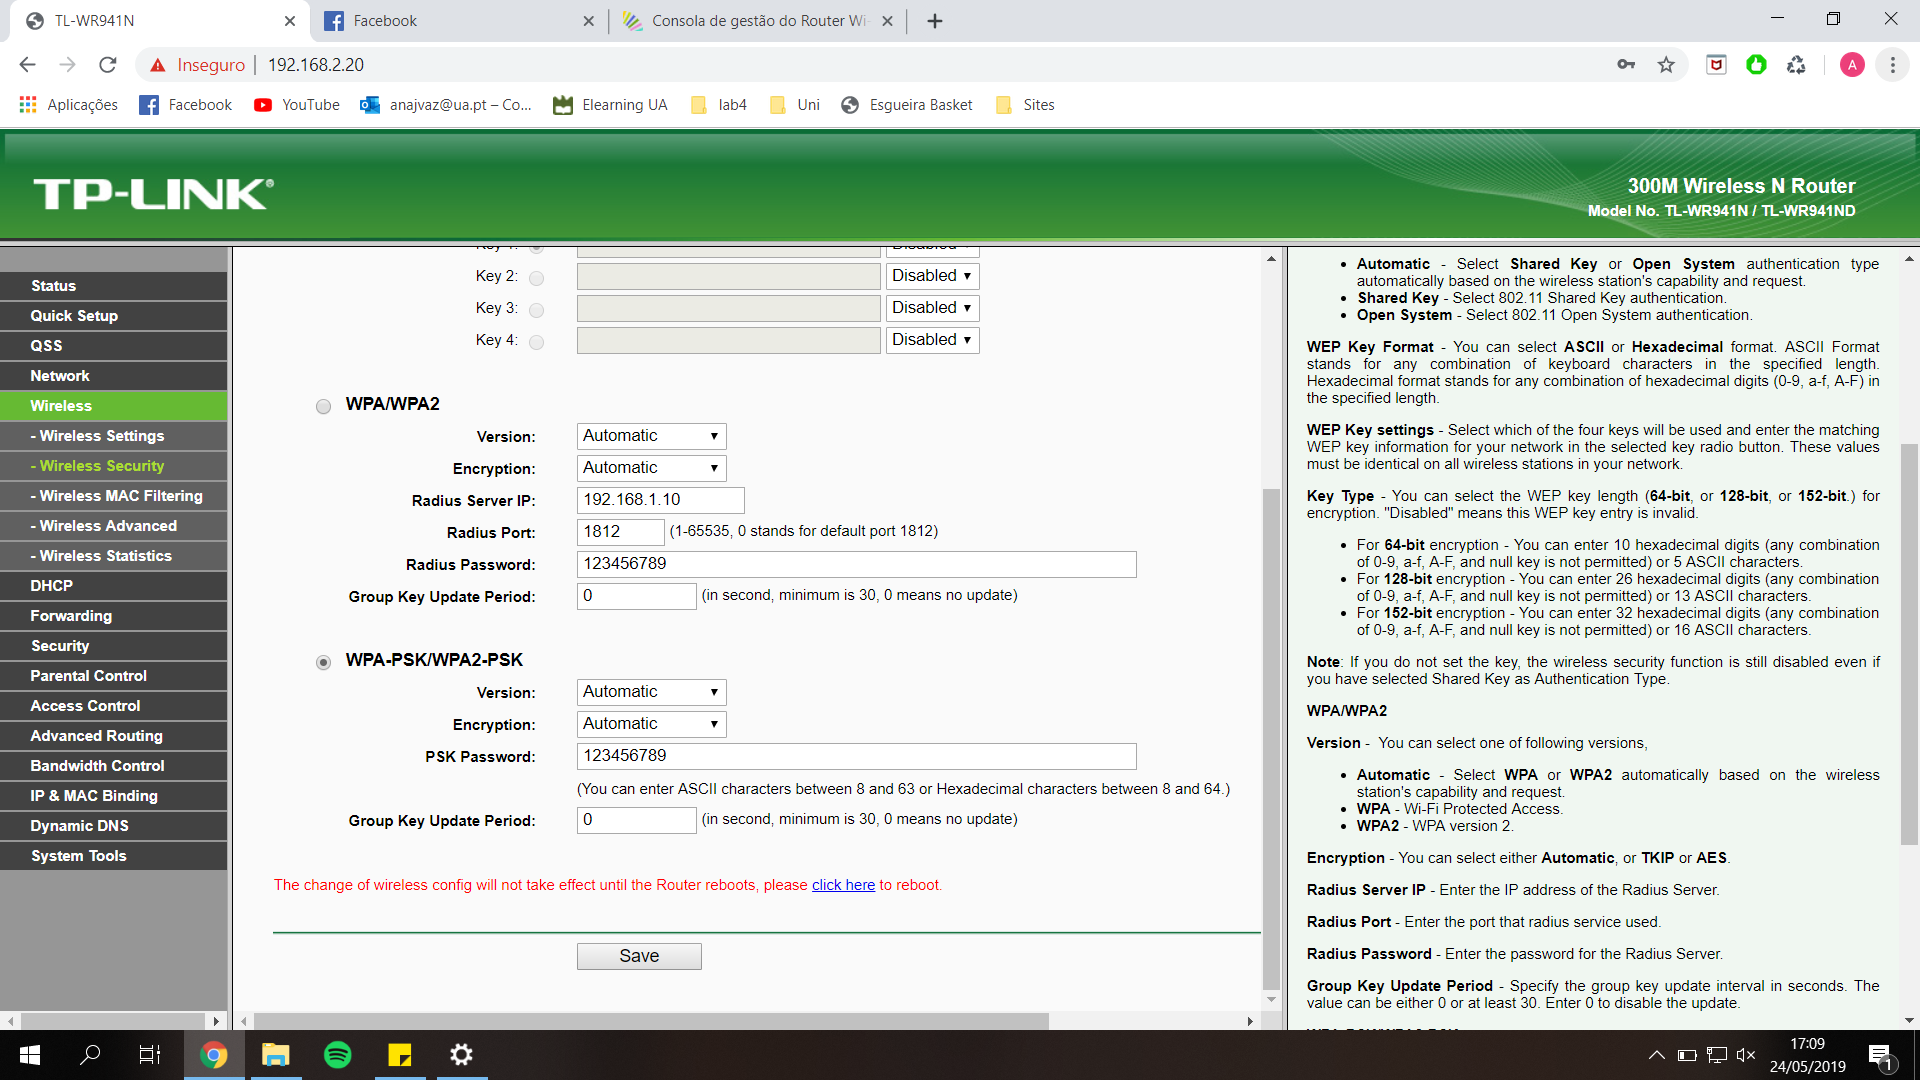 TL-WR941N
Facebook
Consola de gestão do Router Wi-
Inseguro
192.168.2.20
A
Aplicações
Facebook
YouTube
anajvaz@ua.pt – Co...
Elearning UA
lab4
Uni
Esgueira Basket
Sites
TP-LINK®
300M Wireless N Router
Model No. TL-WR941N / TL-WR941ND
Status
Quick Setup
QSS
Network
Wireless
- Wireless Settings
- Wireless Security
- Wireless MAC Filtering
- Wireless Advanced
- Wireless Statistics
DHCP
Forwarding
Security
Parental Control
Access Control
Advanced Routing
Bandwidth Control
IP & MAC Binding
Dynamic DNS
System Tools
Key 1: Disabled
Key 2: Disabled
Key 3: Disabled
Key 4: Disabled
WPA/WPA2
Version: Automatic
Encryption: Automatic
Radius Server IP: 192.168.1.10
Radius Port: 1812 (1-65535, 0 stands for default port 1812)
Radius Password: 123456789
Group Key Update Period: 0 (in second, minimum is 30, 0 means no update)
WPA-PSK/WPA2-PSK
Version: Automatic
Encryption: Automatic
PSK Password: 123456789
(You can enter ASCII characters between 8 and 63 or Hexadecimal characters between 8 and 64.)
Group Key Update Period: 0 (in second, minimum is 30, 0 means no update)
The change of wireless config will not take effect until the Router reboots, please click here to reboot.
Save
• Automatic - Select Shared Key or Open System authentication type
automatically based on the wireless station's capability and request.
• Shared Key - Select 802.11 Shared Key authentication.
• Open System - Select 802.11 Open System authentication.
WEP Key Format - You can select ASCII or Hexadecimal format. ASCII Format
stands for any combination of keyboard characters in the specified length.
Hexadecimal format stands for any combination of hexadecimal digits (0-9, a-f, A-F) in
the specified length.
WEP Key settings - Select which of the four keys will be used and enter the matching
WEP key information for your network in the selected key radio button. These values
must be identical on all wireless stations in your network.
Key Type - You can select the WEP key length (64-bit, or 128-bit, or 152-bit.) for
encryption. "Disabled" means this WEP key entry is invalid.
• For 64-bit encryption - You can enter 10 hexadecimal digits (any combination
of 0-9, a-f, A-F, and null key is not permitted) or 5 ASCII characters.
• For 128-bit encryption - You can enter 26 hexadecimal digits (any combination
of 0-9, a-f, A-F, and null key is not permitted) or 13 ASCII characters.
• For 152-bit encryption - You can enter 32 hexadecimal digits (any combination
of 0-9, a-f, A-F, and null key is not permitted) or 16 ASCII characters.
Note: If you do not set the key, the wireless security function is still disabled even if
you have selected Shared Key as Authentication Type.
WPA/WPA2
Version - You can select one of following versions,
• Automatic - Select WPA or WPA2 automatically based on the wireless
station's capability and request.
• WPA - Wi-Fi Protected Access.
• WPA2 - WPA version 2.
Encryption - You can select either Automatic, or TKIP or AES.
Radius Server IP - Enter the IP address of the Radius Server.
Radius Port - Enter the port that radius service used.
Radius Password - Enter the password for the Radius Server.
Group Key Update Period - Specify the group key update interval in seconds. The
value can be either 0 or at least 30. Enter 0 to disable the update.
17:09
24/05/2019
1